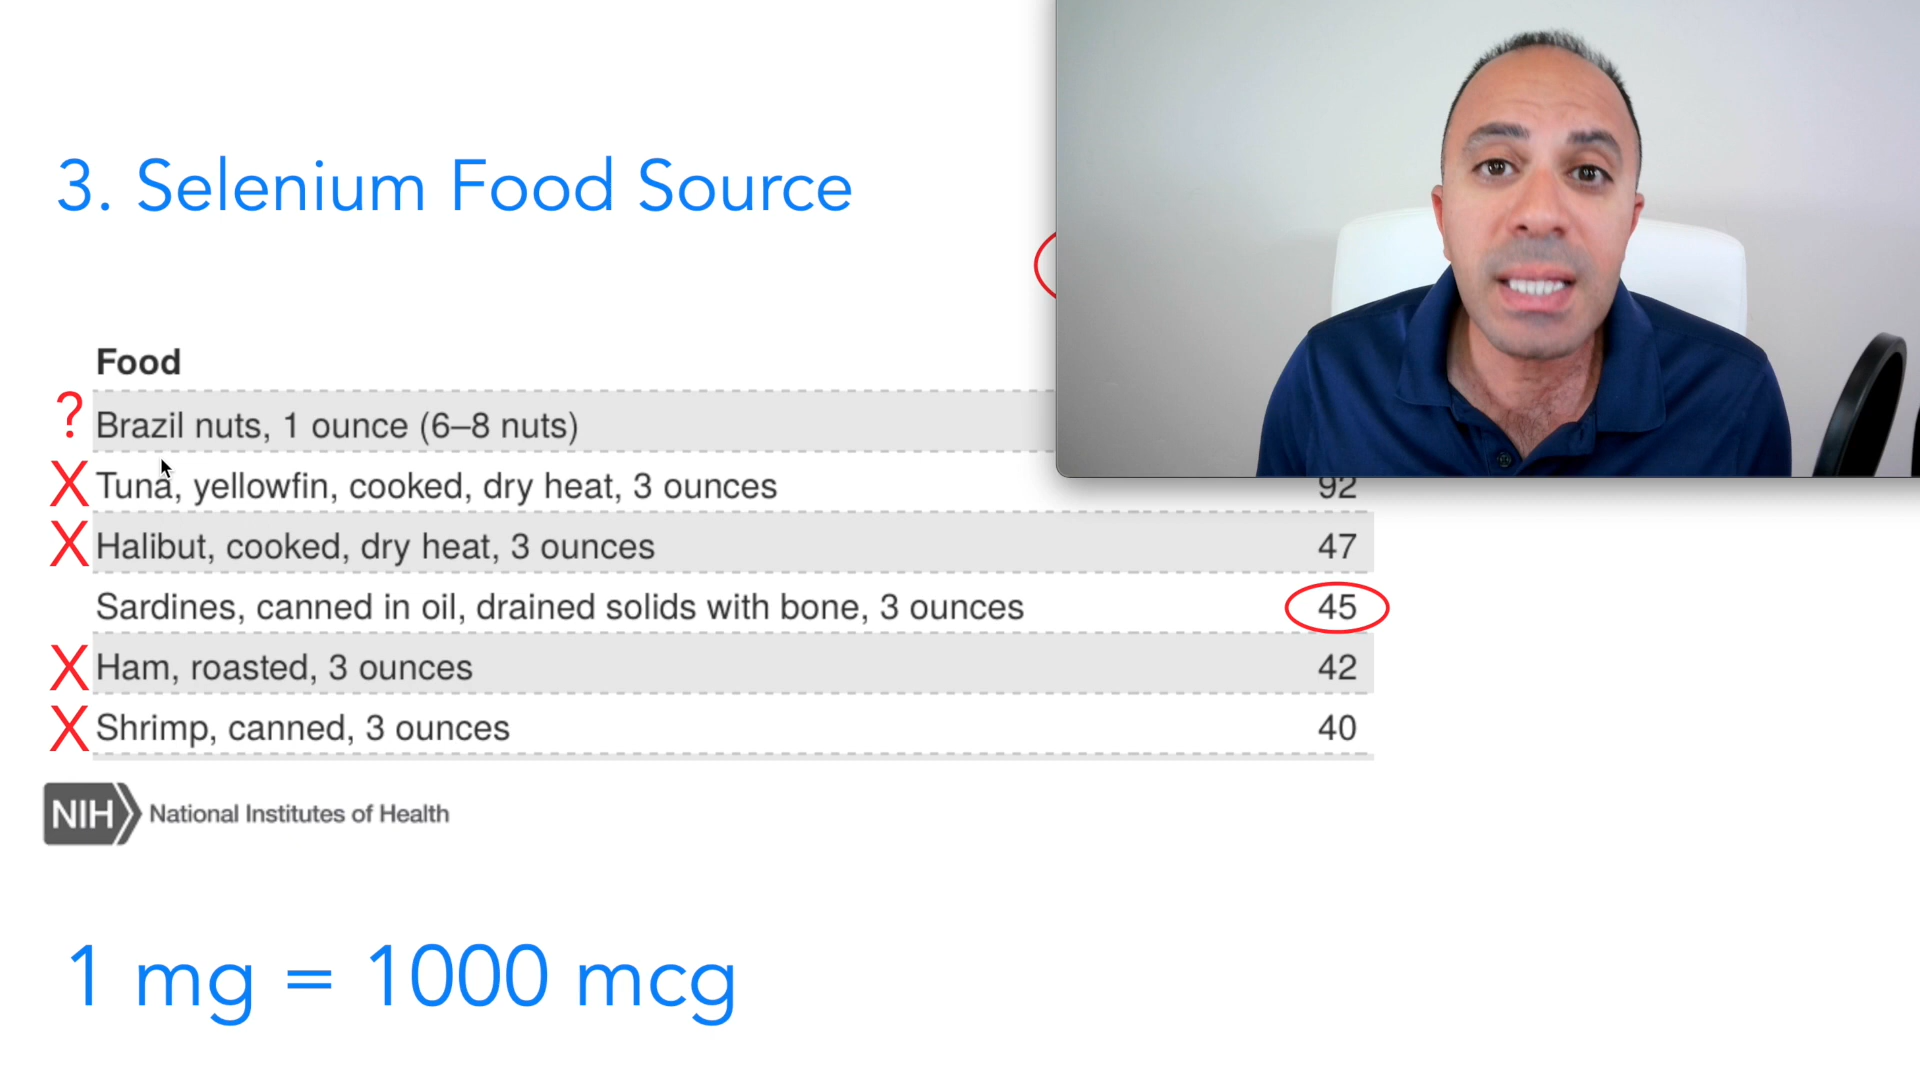 3. Selenium Food Source
Food
? Brazil nuts, 1 ounce (6–8 nuts)
X Tuna, yellowfin, cooked, dry heat, 3 ounces 92
X Halibut, cooked, dry heat, 3 ounces 47
Sardines, canned in oil, drained solids with bone, 3 ounces 45
X Ham, roasted, 3 ounces 42
X Shrimp, canned, 3 ounces 40
NIH National Institutes of Health
1 mg = 1000 mcg